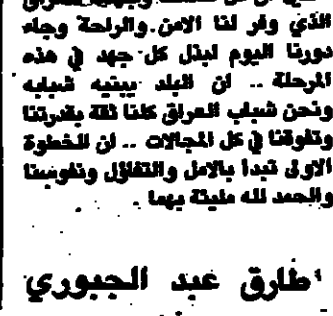 الذي وفر لنا الامن والراحة وجاء
دورنا اليوم لبذل كل جهد في هذه
المرحلة .. ان البلد يبنيه شبابه
ونحن شباب العراق كلنا ثقة بقدرتنا
وتفوقنا في كل المجالات .. ان الخطوة
الاولى تبدأ بالامل والتفاؤل ونفوسنا
والحمد لله مليئة بهما .
طارق عبد الجبوري